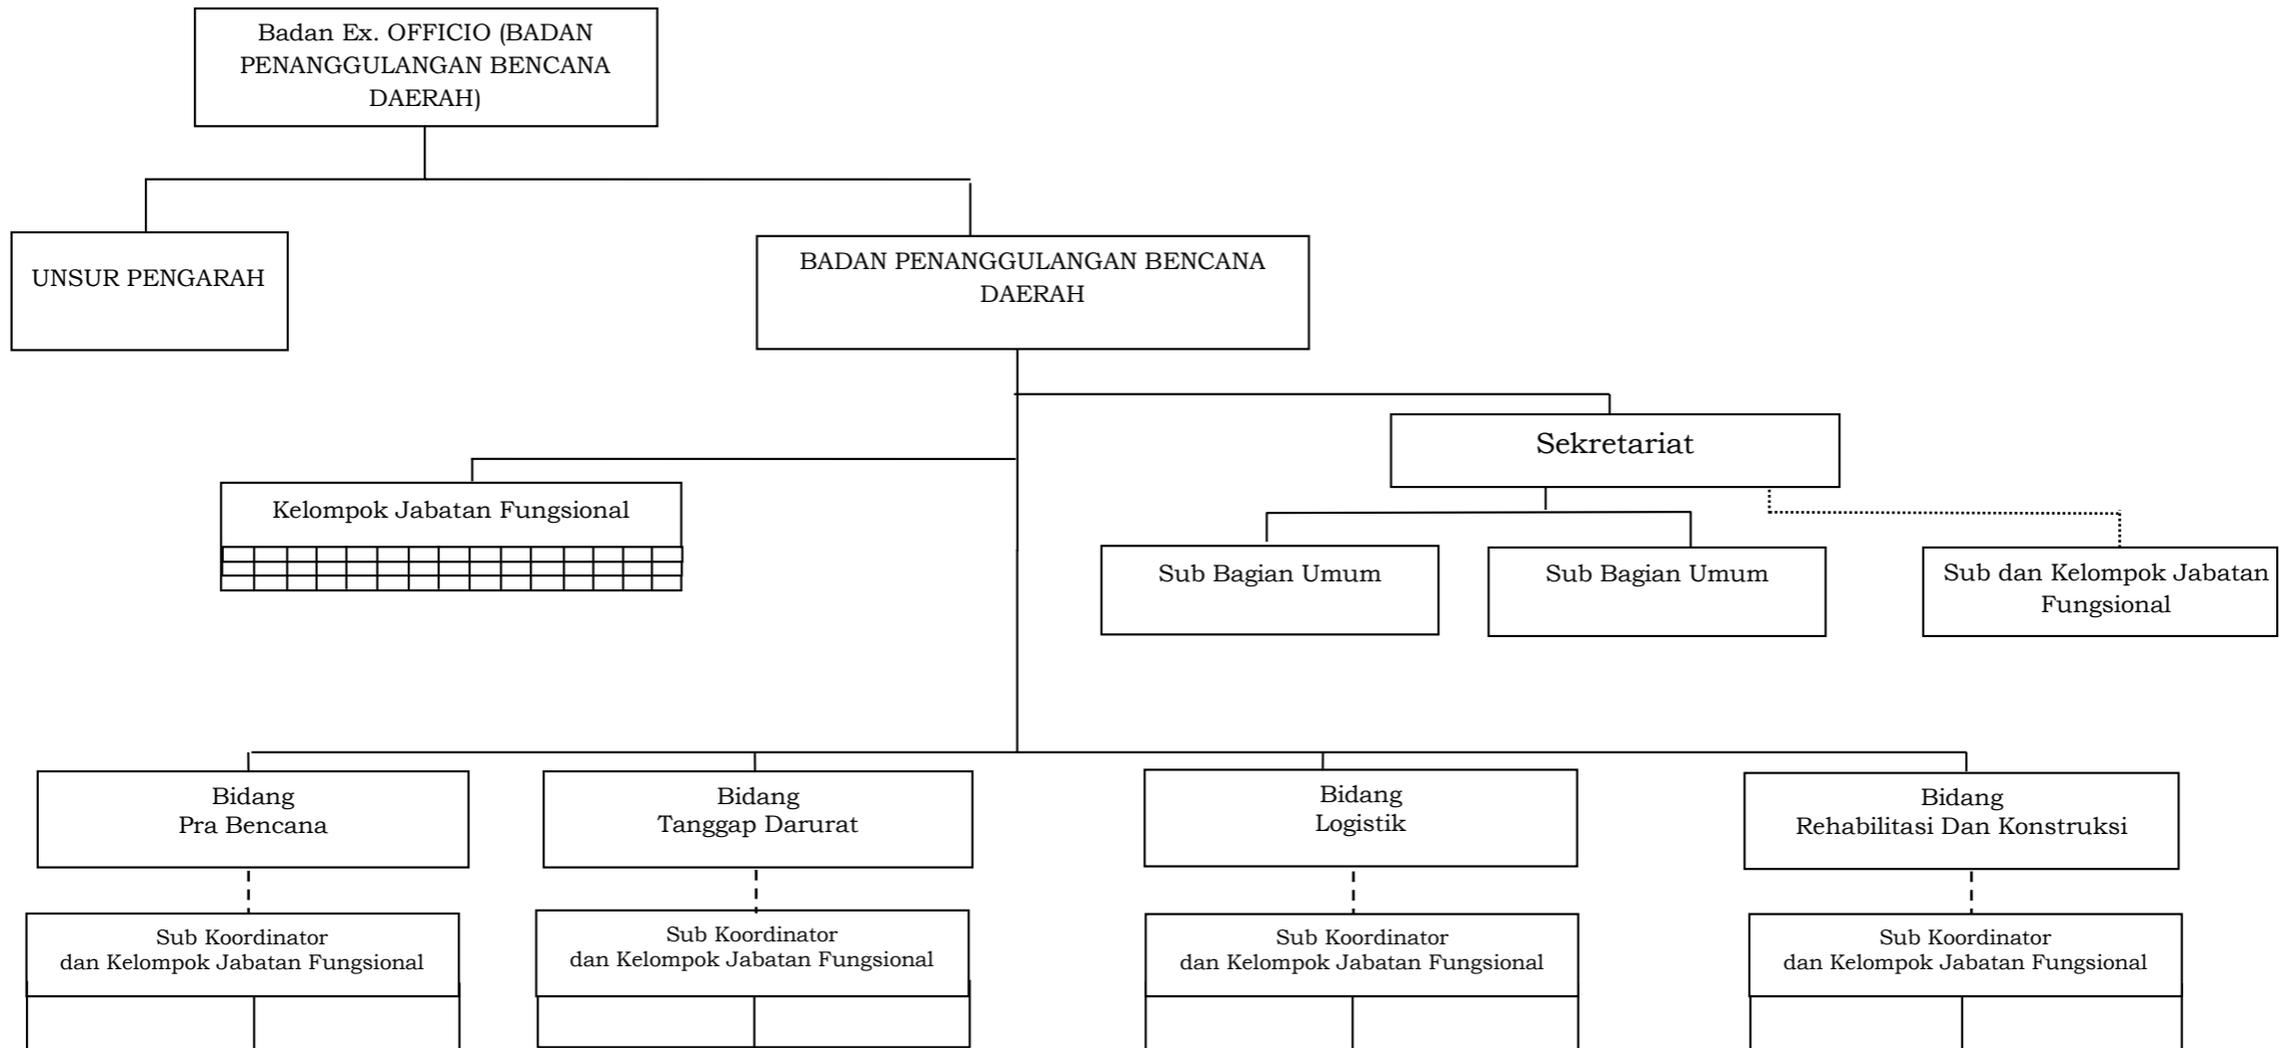 Badan Ex. OFFICIO (BADAN
PENANGGULANGAN BENCANA
DAERAH)
UNSUR PENGARAH
BADAN PENANGGULANGAN BENCANA
DAERAH
Sekretariat
Kelompok Jabatan Fungsional
Sub Bagian Umum
Sub Bagian Umum
Sub dan Kelompok Jabatan
Fungsional
Bidang
Pra Bencana
Bidang
Tanggap Darurat
Bidang
Logistik
Bidang
Rehabilitasi Dan Konstruksi
Sub Koordinator
dan Kelompok Jabatan Fungsional
Sub Koordinator
dan Kelompok Jabatan Fungsional
Sub Koordinator
dan Kelompok Jabatan Fungsional
Sub Koordinator
dan Kelompok Jabatan Fungsional